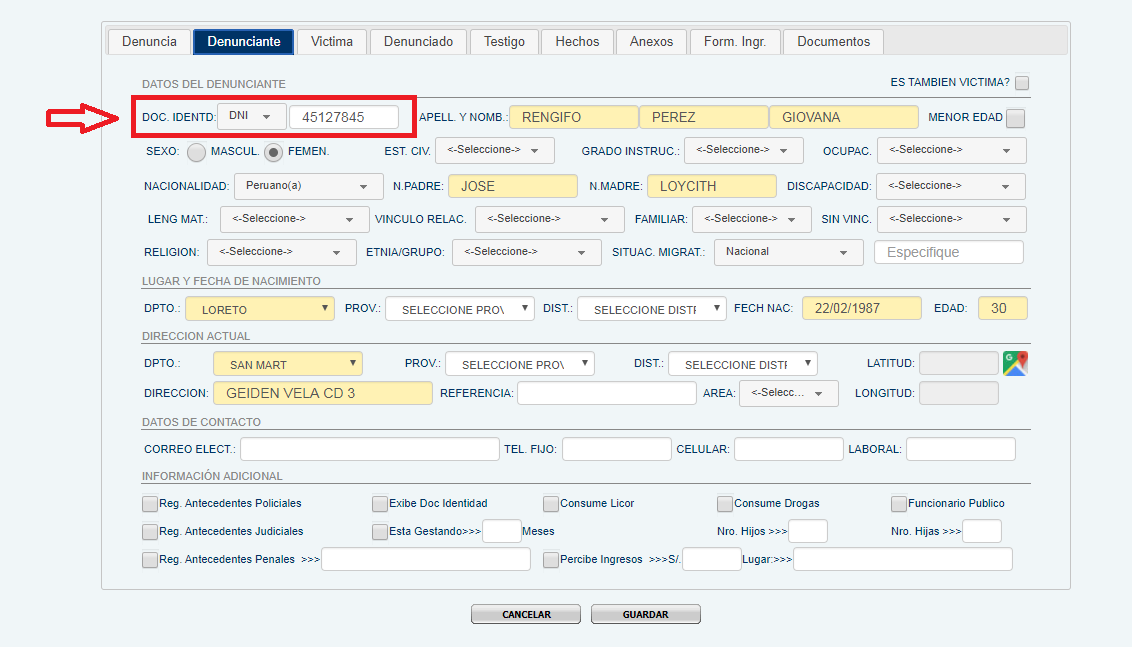 Denuncia Denunciante Victima Denunciado Testigo Hechos Anexos Form. Ingr. Documentos
DATOS DEL DENUNCIANTE ES TAMBIEN VICTIMA?
DOC. IDENTD: DNI 45127845 APELL. Y NOMB.: RENGIFO PEREZ GIOVANA MENOR EDAD
SEXO: MASCUL. FEMEN. EST. CIV. <-Seleccione-> GRADO INSTRUC.: <-Seleccione-> OCUPAC. <-Seleccione->
NACIONALIDAD: Peruano(a) N.PADRE: JOSE N.MADRE: LOYCITH DISCAPACIDAD: <-Seleccione->
LENG MAT.: <-Seleccione-> VINCULO RELAC. <-Seleccione-> FAMILIAR: <-Seleccione-> SIN VINC. <-Seleccione->
RELIGION: <-Seleccione-> ETNIA/GRUPO: <-Seleccione-> SITUAC. MIGRAT.: Nacional Especifique
LUGAR Y FECHA DE NACIMIENTO
DPTO.: LORETO PROV.: SELECCIONE PROV DIST.: SELECCIONE DISTF FECH NAC: 22/02/1987 EDAD: 30
DIRECCION ACTUAL
DPTO.: SAN MART PROV.: SELECCIONE PROV DIST.: SELECCIONE DISTF LATITUD: G
DIRECCION: GEIDEN VELA CD 3 REFERENCIA: AREA: <-Selecc... LONGITUD:
DATOS DE CONTACTO
CORREO ELECT.: TEL. FIJO: CELULAR: LABORAL:
INFORMACIÓN ADICIONAL
Reg. Antecedentes Policiales Exibe Doc Identidad Consume Licor Consume Drogas Funcionario Publico
Reg. Antecedentes Judiciales Esta Gestando>>> Meses Nro. Hijos >>> Nro. Hijas >>>
Reg. Antecedentes Penales >>> Percibe Ingresos >>>S/. Lugar:>>>
CANCELAR GUARDAR